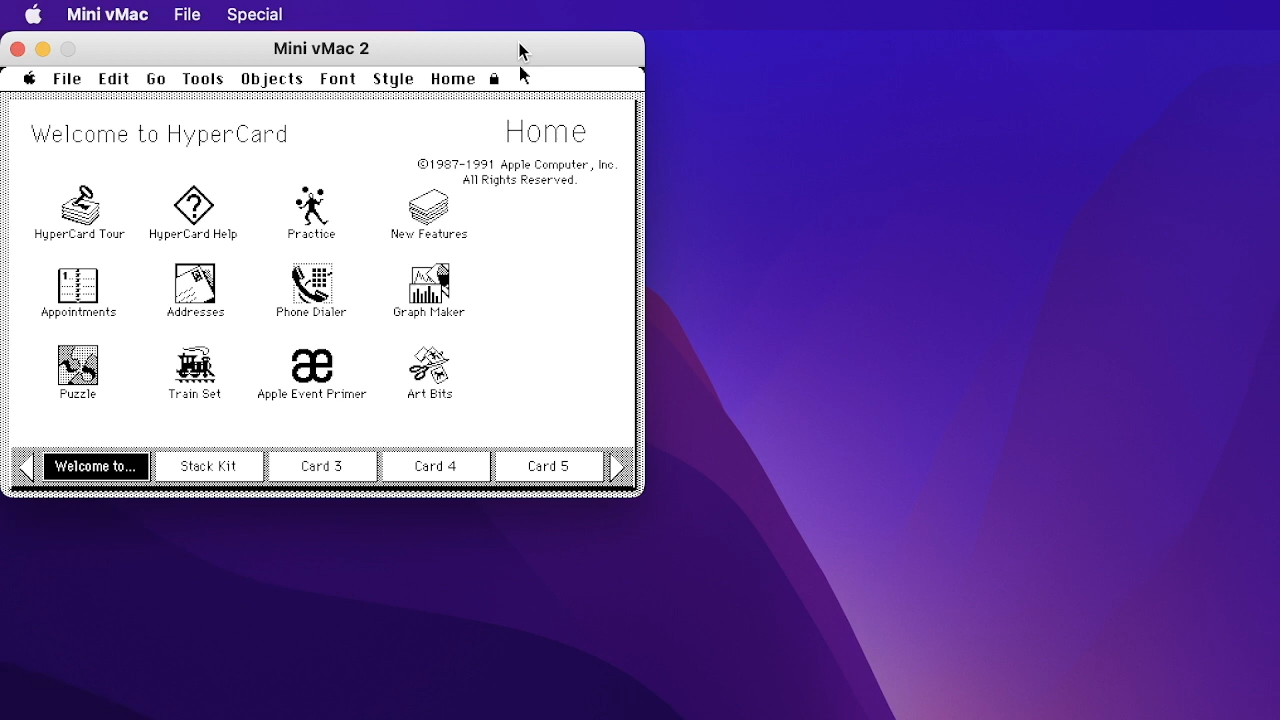 Mini vMac File Special
Mini vMac 2
File Edit Go Tools Objects Font Style Home
Welcome to HyperCard
Home
©1987-1991 Apple Computer, Inc.
All Rights Reserved.
HyperCard Tour
HyperCard Help
Practice
New Features
1
Appointments
Addresses
Phone Dialer
Graph Maker
Puzzle
Train Set
æ
Apple Event Primer
Art Bits
Welcome to...
Stack Kit
Card 3
Card 4
Card 5